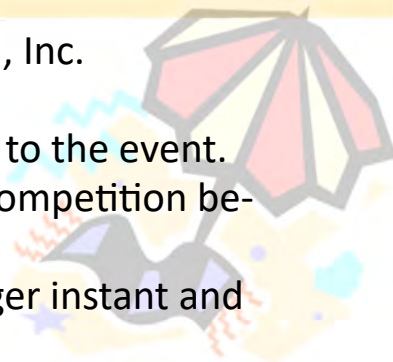 , Inc.
to the event.
ompetition be-
ger instant and